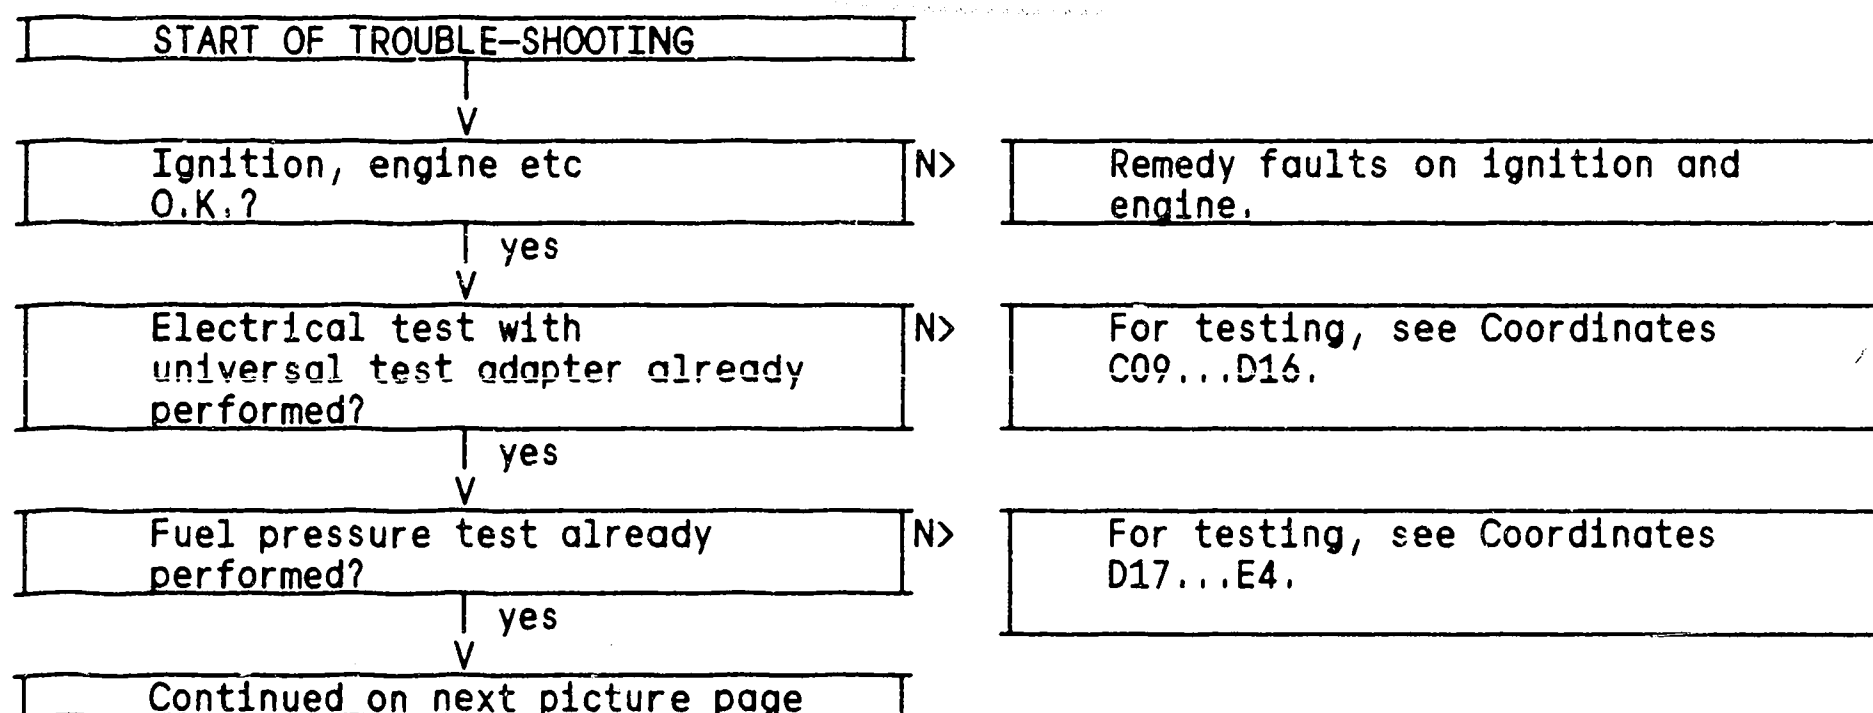 START OF TROUBLE-SHOOTING
Ignition, engine etc
O.K.?
N>
Remedy faults on ignition and
engine.
yes
Electrical test with
universal test adapter already
performed?
N>
For testing, see Coordinates
C09...D16.
yes
Fuel pressure test already
performed?
N>
For testing, see Coordinates
D17...E4.
yes
Continued on next picture page